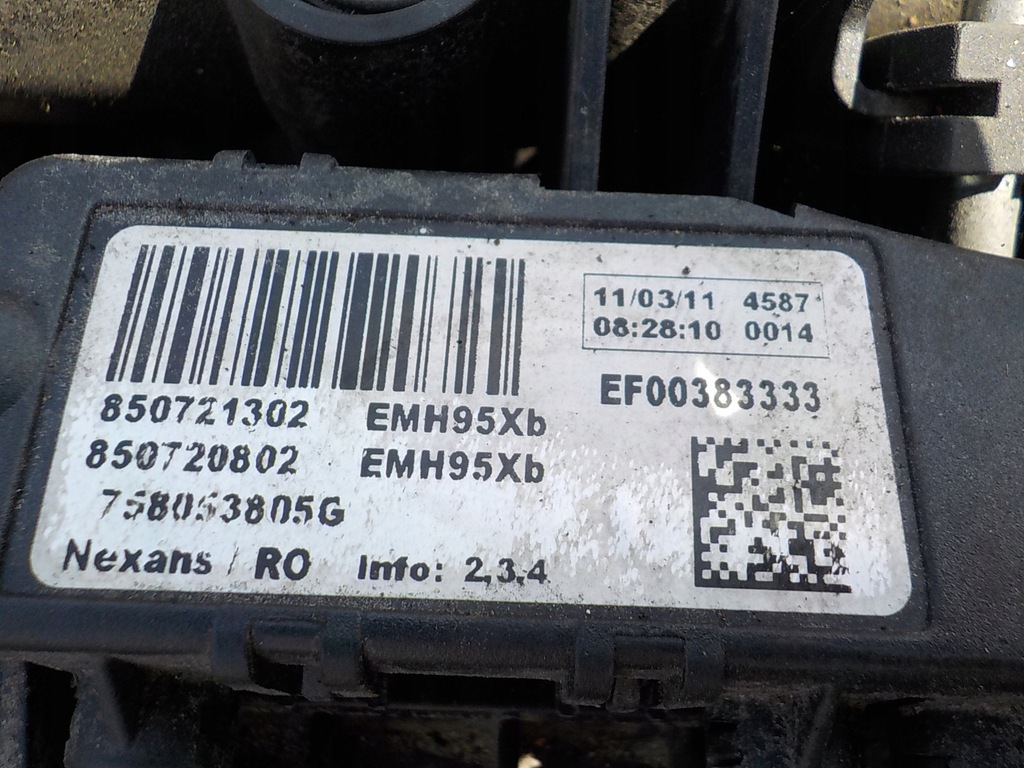 11/03/11 4587
08:28:10 0014
EF00383333
850721302 EMH95Xb
850720802 EMH95Xb
758053805G
Nexans / RO Info: 2,3,4